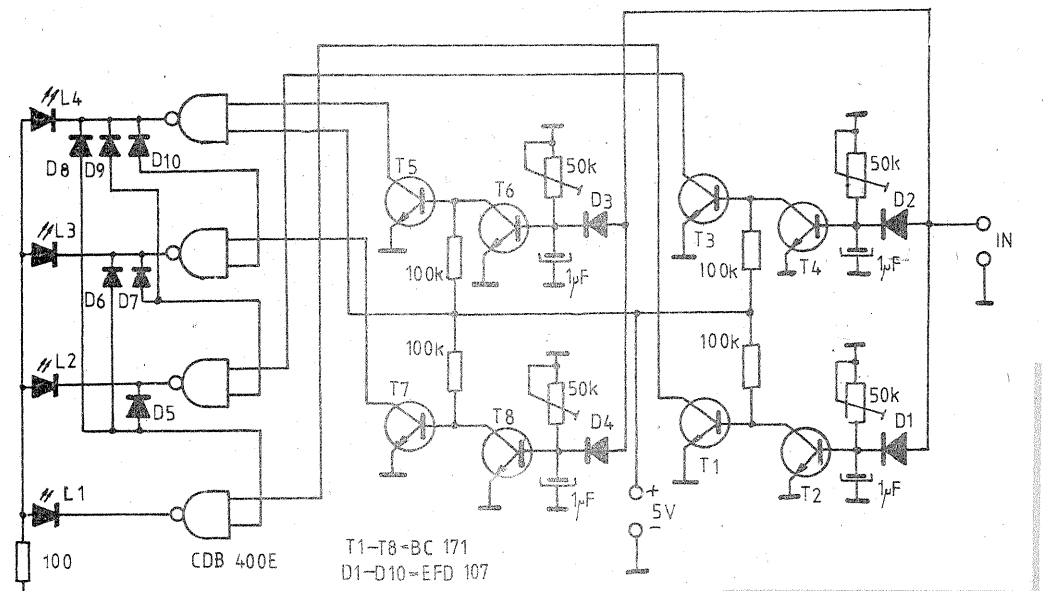 L4
D8
D9
D10
L3
D6
D7
L2
D5
L1
100
CDB 400E
T5
T6
50k
D3
100k
1µF
T3
T4
50k
D2
100k
1µF
IN
100k
T7
T8
50k
D4
1µF
100k
T1
T2
50k
D1
1µF
+
5V
-
T1-T8=BC 171
D1-D10=EFD 107